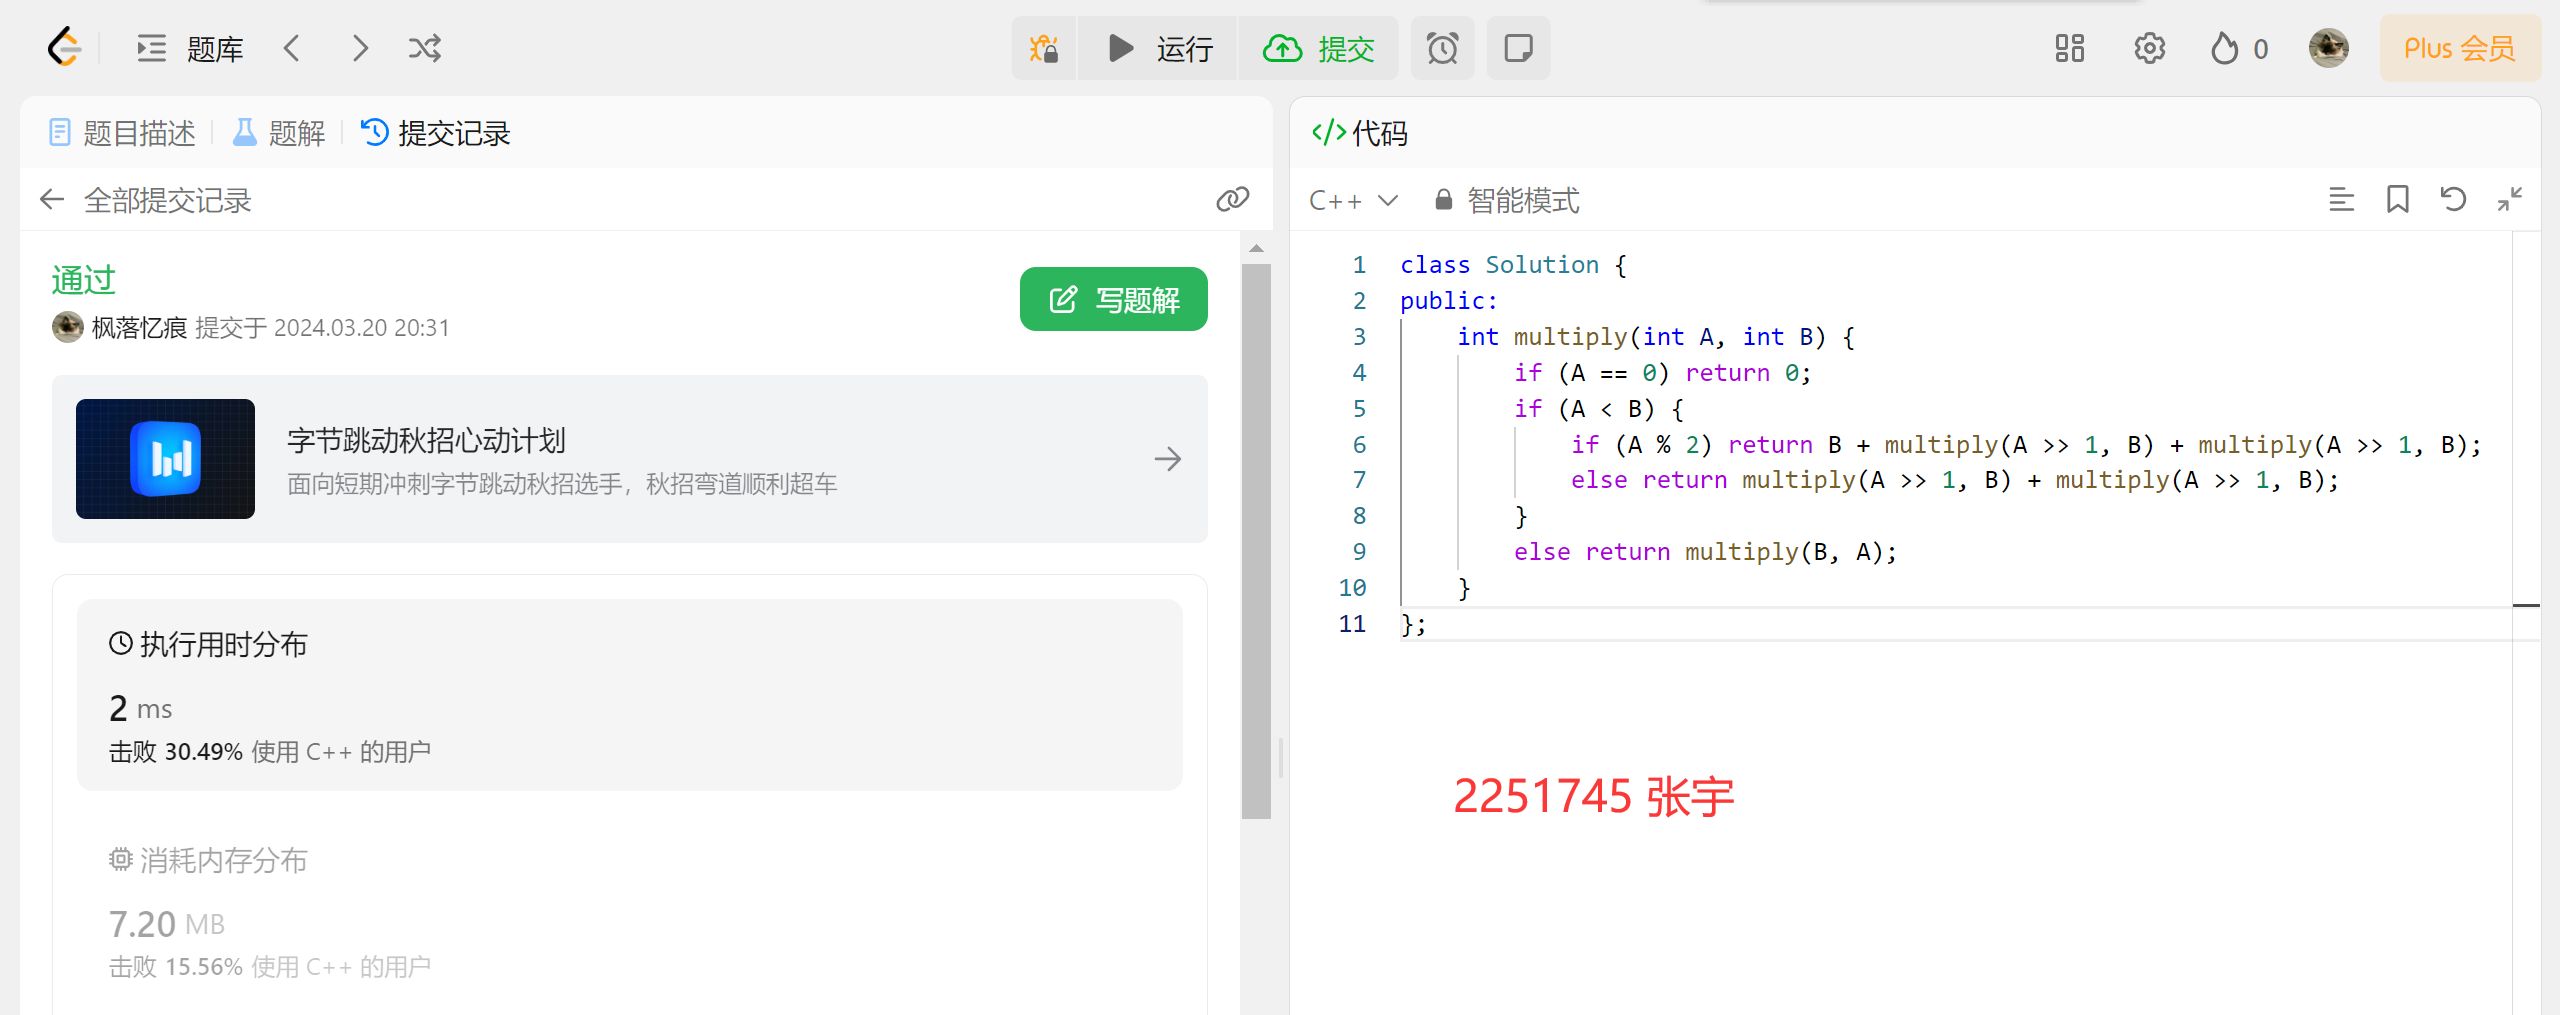 题库
运行
提交
0
Plus 会员
题目描述
题解
提交记录
全部提交记录
通过
枫落忆痕 提交于 2024.03.20 20:31
写题解
字节跳动秋招心动计划
面向短期冲刺字节跳动秋招选手，秋招弯道顺利超车
执行用时分布
2 ms
击败 30.49% 使用 C++ 的用户
消耗内存分布
7.20 MB
击败 15.56% 使用 C++ 的用户
</>代码
C++
智能模式
1 class Solution {
2 public:
3     int multiply(int A, int B) {
4         if (A == 0) return 0;
5         if (A < B) {
6             if (A % 2) return B + multiply(A >> 1, B) + multiply(A >> 1, B);
7             else return multiply(A >> 1, B) + multiply(A >> 1, B);
8         }
9         else return multiply(B, A);
10     }
11 };
2251745 张宇